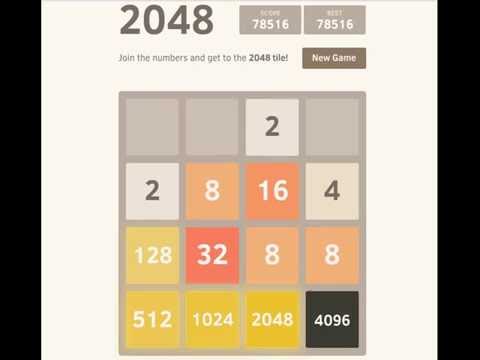 2048
SCORE BEST
78516 78516
Join the numbers and get to the 2048 tile!
New Game
2
2 8 16 4
128 32 8 8
512 1024 2048 4096